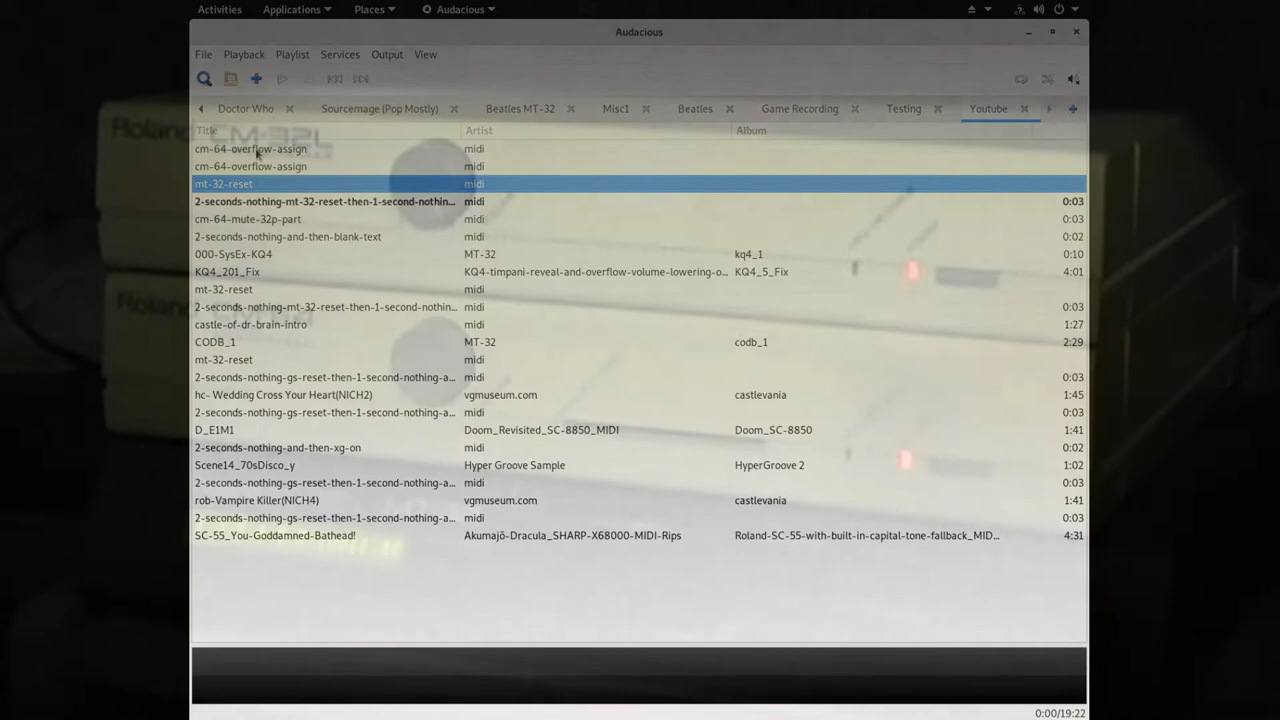 Activities Applications Places Audacious
Audacious
File Playback Playlist Services Output View
Doctor Who Sourcemage (Pop Mostly) Beatles MT-32 Misc1 Beatles Game Recording Testing Youtube
Title Artist Album
cm-64-overflow-assign midi
cm-64-overflow-assign midi
mt-32-reset midi
2-seconds-nothing-mt-32-reset-then-1-second-nothin... midi 0:03
cm-64-mute-32p-part midi 0:03
2-seconds-nothing-and-then-blank-text midi 0:02
000-SysEx-KQ4 MT-32 kq4_1 0:10
KQ4_201_Fix KQ4-timpani-reveal-and-overflow-volume-lowering-o... KQ4_5_Fix 4:01
mt-32-reset midi
2-seconds-nothing-mt-32-reset-then-1-second-nothin... midi 0:03
castle-of-dr-brain-intro midi 1:27
CODB_1 MT-32 codb_1 2:29
mt-32-reset midi
2-seconds-nothing-gs-reset-then-1-second-nothing-a... midi 0:03
hc- Wedding Cross Your Heart(NICH2) vgmuseum.com castlevania 1:45
2-seconds-nothing-gs-reset-then-1-second-nothing-a... midi 0:03
D_E1M1 Doom_Revisited_SC-8850_MIDI Doom_SC-8850 1:41
2-seconds-nothing-and-then-xg-on midi 0:02
Scene14_70sDisco_y Hyper Groove Sample HyperGroove 2 1:02
2-seconds-nothing-gs-reset-then-1-second-nothing-a... midi 0:03
rob-Vampire Killer(NICH4) vgmuseum.com castlevania 1:41
2-seconds-nothing-gs-reset-then-1-second-nothing-a... midi 0:03
SC-55_You-Goddamned-Bathead! Akumajō-Dracula_SHARP-X68000-MIDI-Rips Roland-SC-55-with-built-in-capital-tone-fallback_MID... 4:31
0:00/19:22
Roland CM-32L
Roland